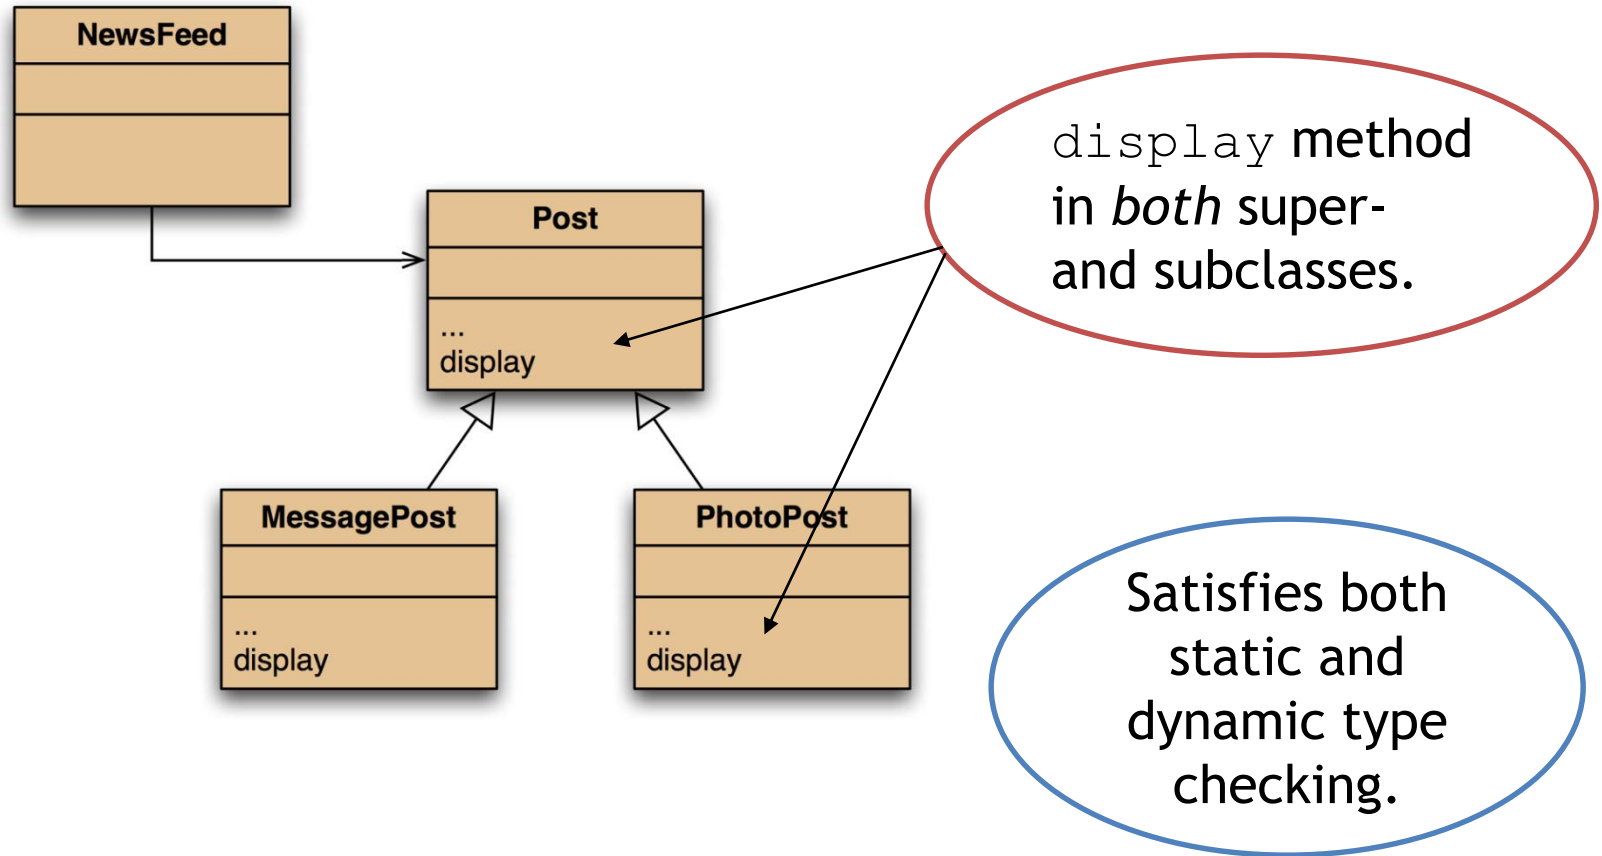 NewsFeed
Post
...
display
MessagePost
...
display
PhotoPost
...
display
display method
in both super-
and subclasses.
Satisfies both
static and
dynamic type
checking.